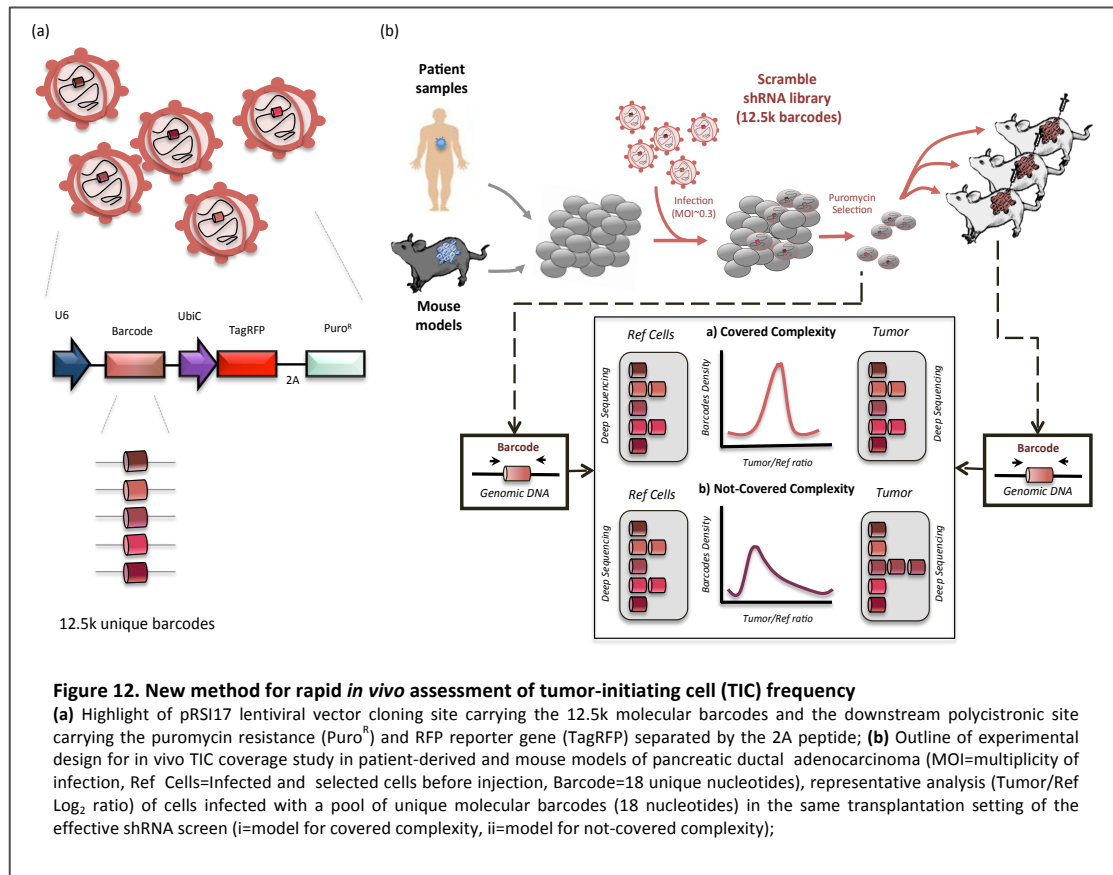 (a)
(b)
Patient
samples
Mouse
models
Scramble
shRNA library
(12.5k barcodes)
Infection
(MOI~0.3)
Puromycin
Selection
U6
Barcode
UbiC
TagRFP
2A
Puro^R
12.5k unique barcodes
Barcode
Genomic DNA
Ref Cells
Deep Sequencing
a) Covered Complexity
Barcodes Density
Tumor/Ref ratio
Tumor
Deep Sequencing
Ref Cells
Deep Sequencing
b) Not-Covered Complexity
Barcodes Density
Tumor/Ref ratio
Tumor
Deep Sequencing
Barcode
Genomic DNA
Figure 12. New method for rapid in vivo assessment of tumor-initiating cell (TIC) frequency
(a) Highlight of pRSI17 lentiviral vector cloning site carrying the 12.5k molecular barcodes and the downstream polycistronic site
carrying the puromycin resistance (Puro^R) and RFP reporter gene (TagRFP) separated by the 2A peptide; (b) Outline of experimental
design for in vivo TIC coverage study in patient-derived and mouse models of pancreatic ductal adenocarcinoma (MOI=multiplicity of
infection, Ref Cells=Infected and selected cells before injection, Barcode=18 unique nucleotides), representative analysis (Tumor/Ref
Log₂ ratio) of cells infected with a pool of unique molecular barcodes (18 nucleotides) in the same transplantation setting of the
effective shRNA screen (i=model for covered complexity, ii=model for not-covered complexity);